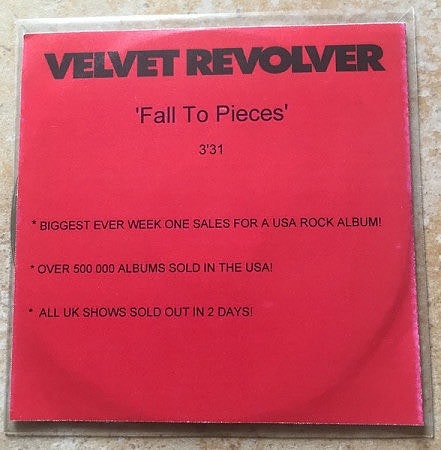 VELVET REVOLVER
'Fall To Pieces'
3'31
* BIGGEST EVER WEEK ONE SALES FOR A USA ROCK ALBUM!
* OVER 500 000 ALBUMS SOLD IN THE USA!
* ALL UK SHOWS SOLD OUT IN 2 DAYS!